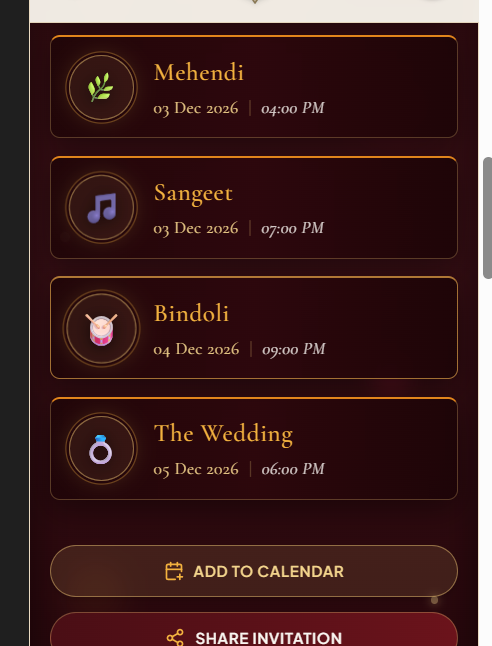 Mehendi
03 Dec 2026 | 04:00 PM
Sangeet
03 Dec 2026 | 07:00 PM
Bindoli
04 Dec 2026 | 09:00 PM
The Wedding
05 Dec 2026 | 06:00 PM
ADD TO CALENDAR
SHARE INVITATION